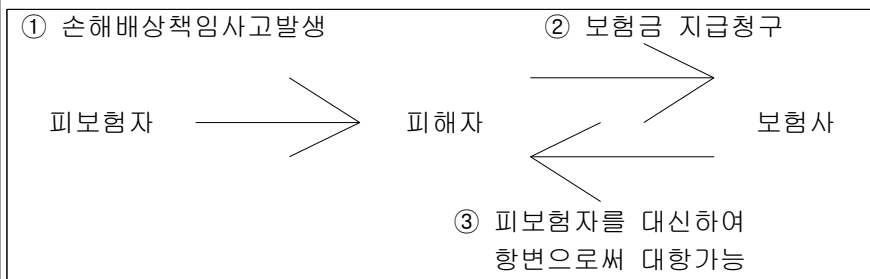 ① 손해배상책임사고발생
② 보험금 지급청구
피보험자
피해자
보험사
③ 피보험자를 대신하여
항변으로써 대항가능